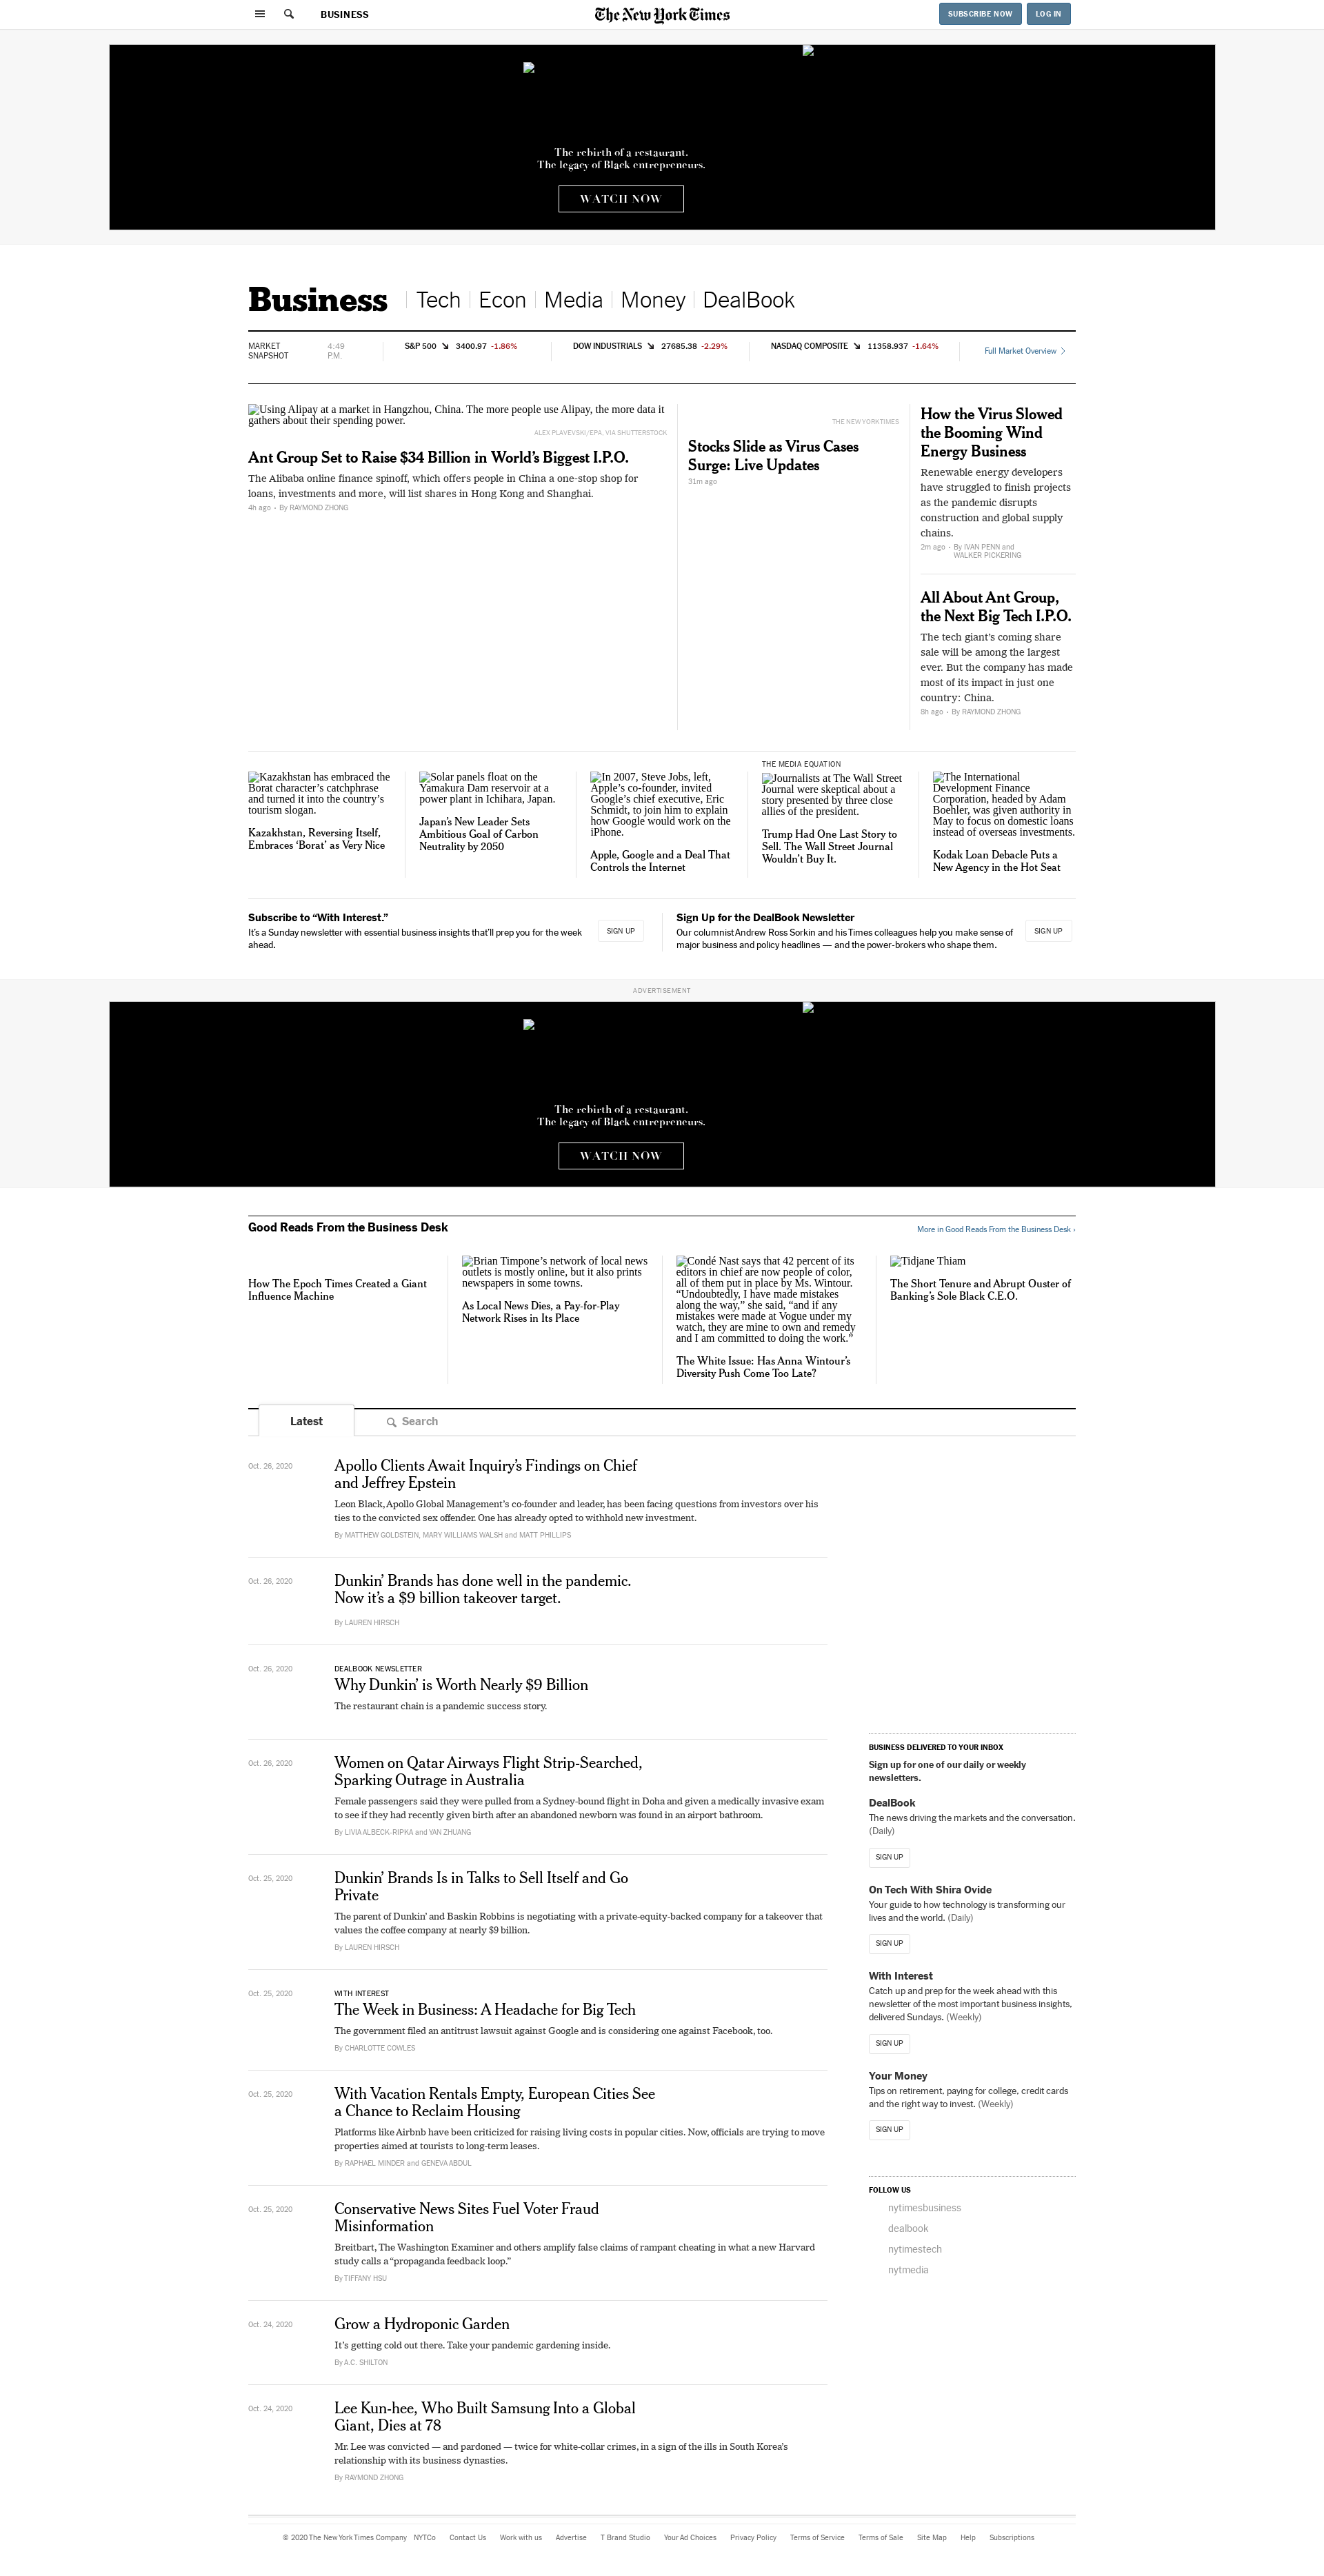 BUSINESS
The New York Times
SUBSCRIBE NOW
LOG IN
The rebirth of a restaurant.
The legacy of Black entrepreneurs.
WATCH NOW
Business
Tech
Econ
Media
Money
DealBook
MARKET
SNAPSHOT
4:49
P.M.
S&P 500 3400.97 -1.86%
DOW INDUSTRIALS 27685.38 -2.29%
NASDAQ COMPOSITE 11358.937 -1.64%
Full Market Overview
Using Alipay at a market in Hangzhou, China. The more people use Alipay, the more data it
gathers about their spending power.
ALEX PLAVEVSKI/EPA, VIA SHUTTERSTOCK
Ant Group Set to Raise $34 Billion in World’s Biggest I.P.O.
The Alibaba online finance spinoff, which offers people in China a one-stop shop for
loans, investments and more, will list shares in Hong Kong and Shanghai.
4h ago • By RAYMOND ZHONG
THE NEW YORK TIMES
Stocks Slide as Virus Cases
Surge: Live Updates
31m ago
How the Virus Slowed
the Booming Wind
Energy Business
Renewable energy developers
have struggled to finish projects
as the pandemic disrupts
construction and global supply
chains.
2m ago • By IVAN PENN and
WALKER PICKERING
All About Ant Group,
the Next Big Tech I.P.O.
The tech giant’s coming share
sale will be among the largest
ever. But the company has made
most of its impact in just one
country: China.
8h ago • By RAYMOND ZHONG
Kazakhstan has embraced the
Borat character’s catchphrase
and turned it into the country’s
tourism slogan.
Kazakhstan, Reversing Itself,
Embraces ‘Borat’ as Very Nice
Solar panels float on the
Yamakura Dam reservoir at a
power plant in Ichihara, Japan.
Japan’s New Leader Sets
Ambitious Goal of Carbon
Neutrality by 2050
In 2007, Steve Jobs, left,
Apple’s co-founder, invited
Google’s chief executive, Eric
Schmidt, to join him to explain
how Google would work on the
iPhone.
Apple, Google and a Deal That
Controls the Internet
THE MEDIA EQUATION
Journalists at The Wall Street
Journal were skeptical about a
story presented by three close
allies of the president.
Trump Had One Last Story to
Sell. The Wall Street Journal
Wouldn’t Buy It.
The International
Development Finance
Corporation, headed by Adam
Boehler, was given authority in
May to focus on domestic loans
instead of overseas investments.
Kodak Loan Debacle Puts a
New Agency in the Hot Seat
Subscribe to “With Interest.”
It’s a Sunday newsletter with essential business insights that’ll prep you for the week
ahead.
SIGN UP
Sign Up for the DealBook Newsletter
Our columnist Andrew Ross Sorkin and his Times colleagues help you make sense of
major business and policy headlines — and the power-brokers who shape them.
SIGN UP
ADVERTISEMENT
The rebirth of a restaurant.
The legacy of Black entrepreneurs.
WATCH NOW
Good Reads From the Business Desk
More in Good Reads From the Business Desk ›
How The Epoch Times Created a Giant
Influence Machine
Brian Timpone’s network of local news
outlets is mostly online, but it also prints
newspapers in some towns.
As Local News Dies, a Pay-for-Play
Network Rises in Its Place
Condé Nast says that 42 percent of its
editors in chief are now people of color,
all of them put in place by Ms. Wintour.
“Undoubtedly, I have made mistakes
along the way,” she said, “and if any
mistakes were made at Vogue under my
watch, they are mine to own and remedy
and I am committed to doing the work.”
The White Issue: Has Anna Wintour’s
Diversity Push Come Too Late?
Tidjane Thiam
The Short Tenure and Abrupt Ouster of
Banking’s Sole Black C.E.O.
Latest
Search
Oct. 26, 2020
Apollo Clients Await Inquiry’s Findings on Chief
and Jeffrey Epstein
Leon Black, Apollo Global Management’s co-founder and leader, has been facing questions from investors over his
ties to the convicted sex offender. One has already opted to withhold new investment.
By MATTHEW GOLDSTEIN, MARY WILLIAMS WALSH and MATT PHILLIPS
Oct. 26, 2020
Dunkin’ Brands has done well in the pandemic.
Now it’s a $9 billion takeover target.
By LAUREN HIRSCH
Oct. 26, 2020
DEALBOOK NEWSLETTER
Why Dunkin’ is Worth Nearly $9 Billion
The restaurant chain is a pandemic success story.
Oct. 26, 2020
Women on Qatar Airways Flight Strip-Searched,
Sparking Outrage in Australia
Female passengers said they were pulled from a Sydney-bound flight in Doha and given a medically invasive exam
to see if they had recently given birth after an abandoned newborn was found in an airport bathroom.
By LIVIA ALBECK-RIPKA and YAN ZHUANG
Oct. 25, 2020
Dunkin’ Brands Is in Talks to Sell Itself and Go
Private
The parent of Dunkin’ and Baskin Robbins is negotiating with a private-equity-backed company for a takeover that
values the coffee company at nearly $9 billion.
By LAUREN HIRSCH
Oct. 25, 2020
WITH INTEREST
The Week in Business: A Headache for Big Tech
The government filed an antitrust lawsuit against Google and is considering one against Facebook, too.
By CHARLOTTE COWLES
Oct. 25, 2020
With Vacation Rentals Empty, European Cities See
a Chance to Reclaim Housing
Platforms like Airbnb have been criticized for raising living costs in popular cities. Now, officials are trying to move
properties aimed at tourists to long-term leases.
By RAPHAEL MINDER and GENEVA ABDUL
Oct. 25, 2020
Conservative News Sites Fuel Voter Fraud
Misinformation
Breitbart, The Washington Examiner and others amplify false claims of rampant cheating in what a new Harvard
study calls a “propaganda feedback loop.”
By TIFFANY HSU
Oct. 24, 2020
Grow a Hydroponic Garden
It’s getting cold out there. Take your pandemic gardening inside.
By A.C. SHILTON
Oct. 24, 2020
Lee Kun-hee, Who Built Samsung Into a Global
Giant, Dies at 78
Mr. Lee was convicted — and pardoned — twice for white-collar crimes, in a sign of the ills in South Korea’s
relationship with its business dynasties.
By RAYMOND ZHONG
BUSINESS DELIVERED TO YOUR INBOX
Sign up for one of our daily or weekly
newsletters.
DealBook
The news driving the markets and the conversation.
(Daily)
SIGN UP
On Tech With Shira Ovide
Your guide to how technology is transforming our
lives and the world. (Daily)
SIGN UP
With Interest
Catch up and prep for the week ahead with this
newsletter of the most important business insights,
delivered Sundays. (Weekly)
SIGN UP
Your Money
Tips on retirement, paying for college, credit cards
and the right way to invest. (Weekly)
SIGN UP
FOLLOW US
nytimesbusiness
dealbook
nytimestech
nytmedia
© 2020 The New York Times Company NYTCo Contact Us Work with us Advertise T Brand Studio Your Ad Choices Privacy Policy Terms of Service Terms of Sale Site Map Help Subscriptions